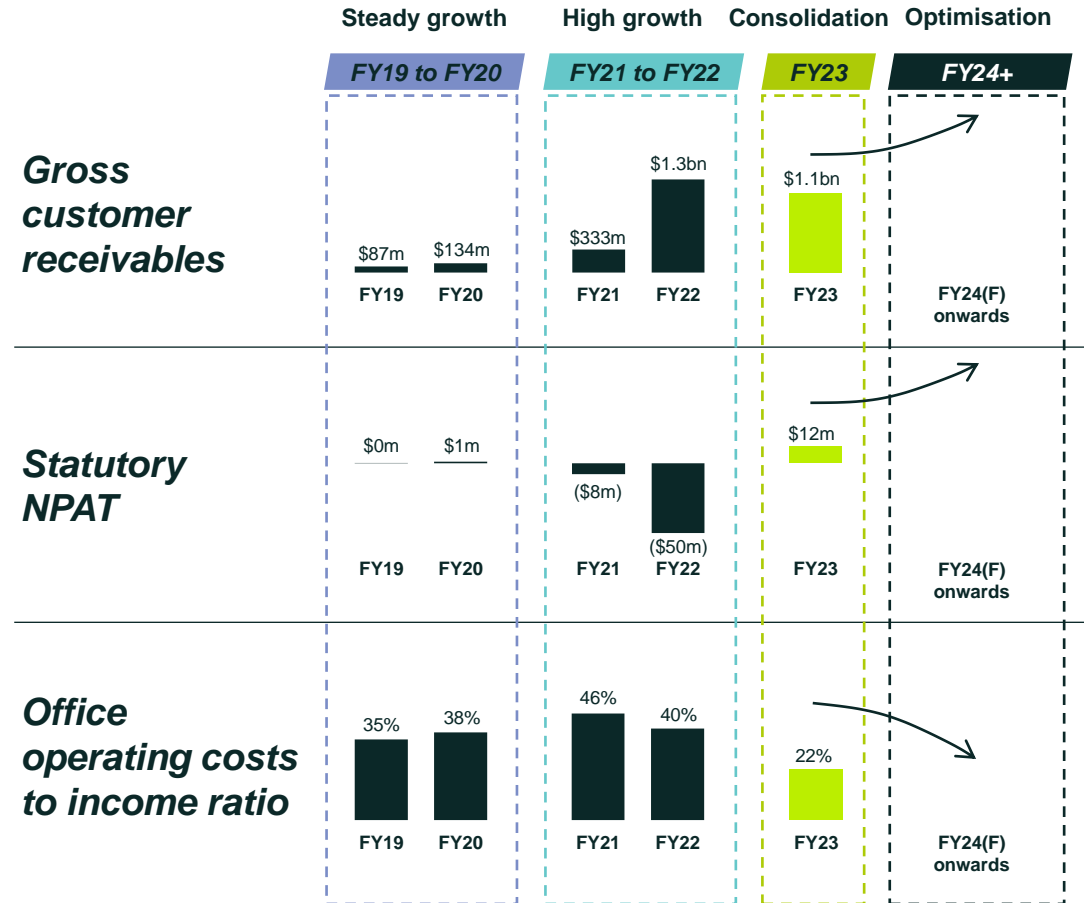 Steady growth
High growth
Consolidation
Optimisation
FY19 to FY20
FY21 to FY22
FY23
FY24+
Gross
customer
receivables
$87m
$134m
$333m
$1.3bn
$1.1bn
FY19
FY20
FY21
FY22
FY23
FY24(F)
onwards
Statutory
NPAT
$0m
$1m
($8m)
($50m)
$12m
FY19
FY20
FY21
FY22
FY23
FY24(F)
onwards
Office
operating costs
to income ratio
35%
38%
46%
40%
22%
FY19
FY20
FY21
FY22
FY23
FY24(F)
onwards